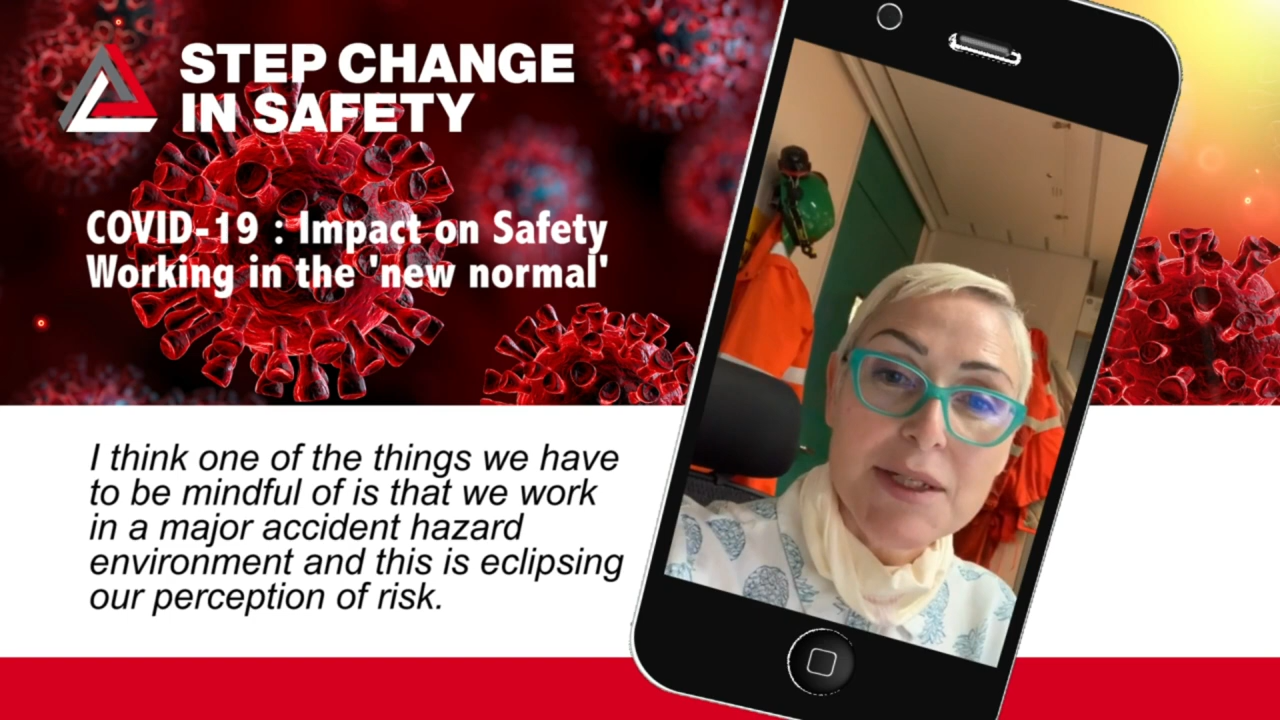 STEP CHANGE
IN SAFETY
COVID-19 : Impact on Safety
Working in the 'new normal'
I think one of the things we have
to be mindful of is that we work
in a major accident hazard
environment and this is eclipsing
our perception of risk.